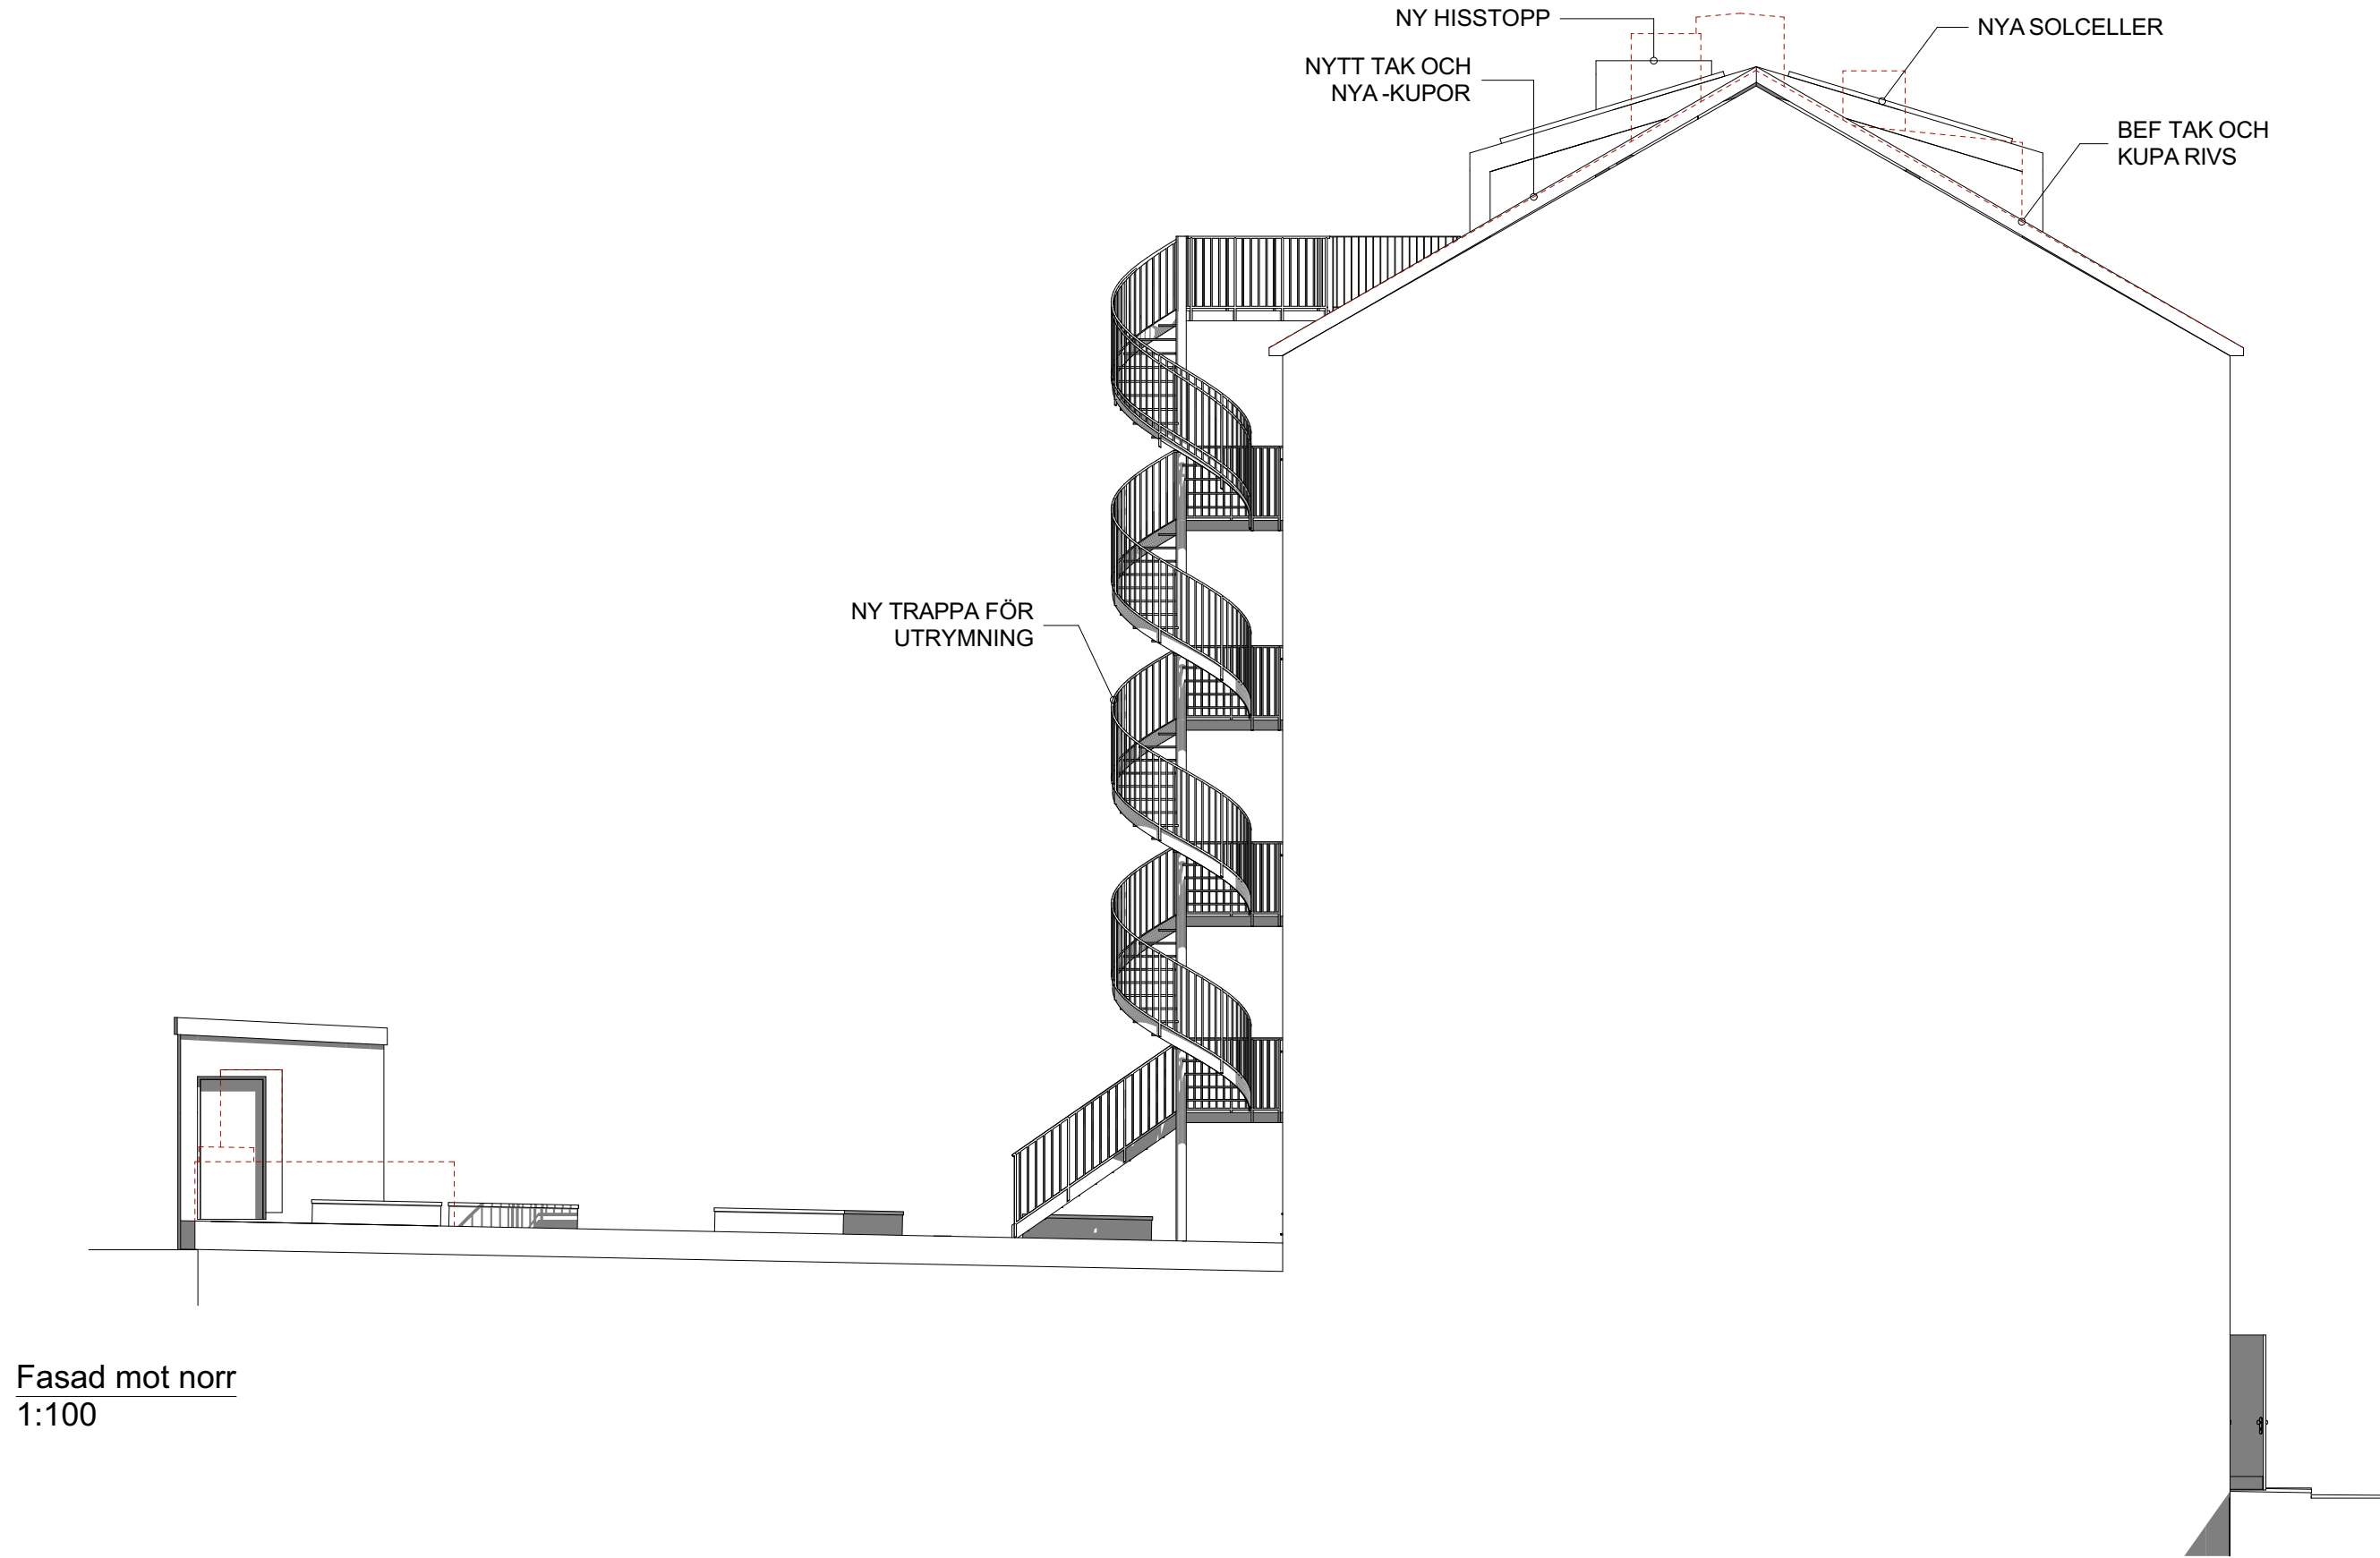 NY HISSTOPP
NYA SOLCELLER
NYTT TAK OCH
NYA -KUPOR
BEF TAK OCH
KUPA RIVS
NY TRAPPA FÖR
UTRYMNING
Fasad mot norr
1:100